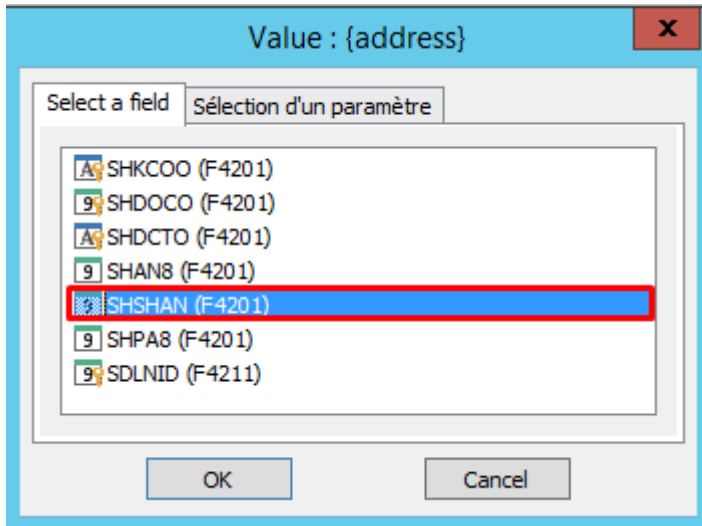 Value : {address}
x
Select a field
Sélection d'un paramètre
SHKCOO (F4201)
SHDOCO (F4201)
SHDCTO (F4201)
SHAN8 (F4201)
SHSHAN (F4201)
SHPA8 (F4201)
SDLNID (F4211)
OK
Cancel